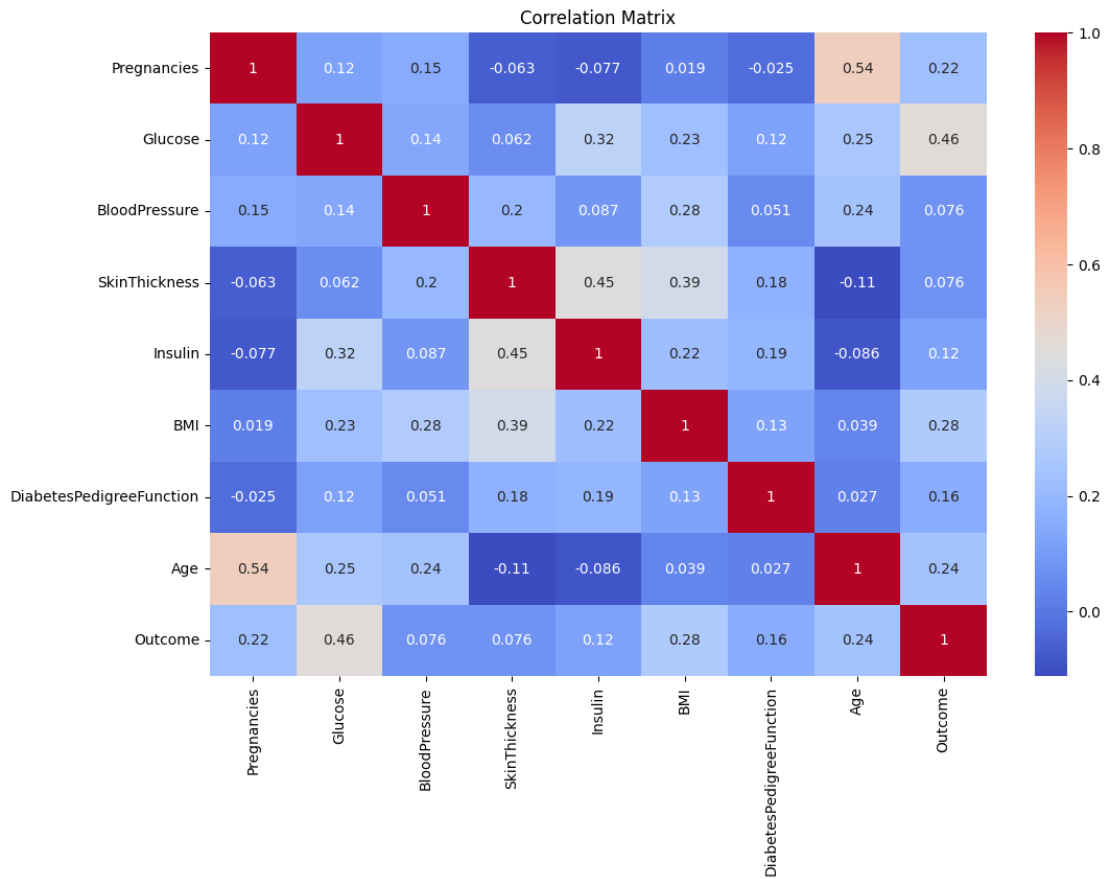 Correlation Matrix
Pregnancies 1 0.12 0.15 -0.063 -0.077 0.019 -0.025 0.54 0.22
Glucose 0.12 1 0.14 0.062 0.32 0.23 0.12 0.25 0.46
BloodPressure 0.15 0.14 1 0.2 0.087 0.28 0.051 0.24 0.076
SkinThickness -0.063 0.062 0.2 1 0.45 0.39 0.18 -0.11 0.076
Insulin -0.077 0.32 0.087 0.45 1 0.22 0.19 -0.086 0.12
BMI 0.019 0.23 0.28 0.39 0.22 1 0.13 0.039 0.28
DiabetesPedigreeFunction -0.025 0.12 0.051 0.18 0.19 0.13 1 0.027 0.16
Age 0.54 0.25 0.24 -0.11 -0.086 0.039 0.027 1 0.24
Outcome 0.22 0.46 0.076 0.076 0.12 0.28 0.16 0.24 1
Pregnancies
Glucose
BloodPressure
SkinThickness
Insulin
BMI
DiabetesPedigreeFunction
Age
Outcome
1.0
0.8
0.6
0.4
0.2
0.0